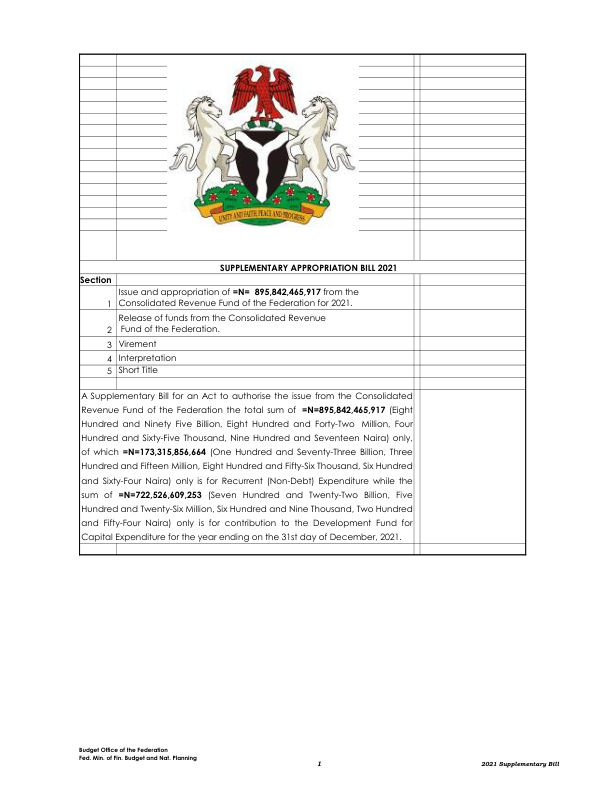 UNITY AND FAITH, PEACE AND PROGRESS
SUPPLEMENTARY APPROPRIATION BILL 2021
Section
Issue and appropriation of =N= 895,842,465,917 from the
1 Consolidated Revenue Fund of the Federation for 2021.
Release of funds from the Consolidated Revenue
2 Fund of the Federation.
3 Virement
4 Interpretation
5 Short Title
A Supplementary Bill for an Act to authorise the issue from the Consolidated
Revenue Fund of the Federation the total sum of =N=895,842,465,917 (Eight
Hundred and Ninety Five Billion, Eight Hundred and Forty-Two Million, Four
Hundred and Sixty-Five Thousand, Nine Hundred and Seventeen Naira) only,
of which =N=173,315,856,664 (One Hundred and Seventy-Three Billion, Three
Hundred and Fifteen Million, Eight Hundred and Fifty-Six Thousand, Six Hundred
and Sixty-Four Naira) only is for Recurrent (Non-Debt) Expenditure while the
sum of =N=722,526,609,253 (Seven Hundred and Twenty-Two Billion, Five
Hundred and Twenty-Six Million, Six Hundred and Nine Thousand, Two Hundred
and Fifty-Four Naira) only is for contribution to the Development Fund for
Capital Expenditure for the year ending on the 31st day of December, 2021.
Budget Office of the Federation
Fed. Min. of Fin. Budget and Nat. Planning
1
2021 Supplementary Bill